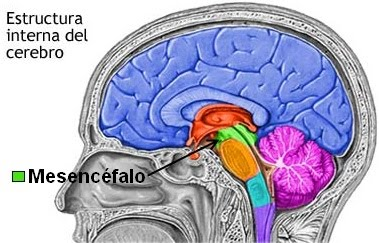 Estructura
interna del
cerebro
Mesencéfalo